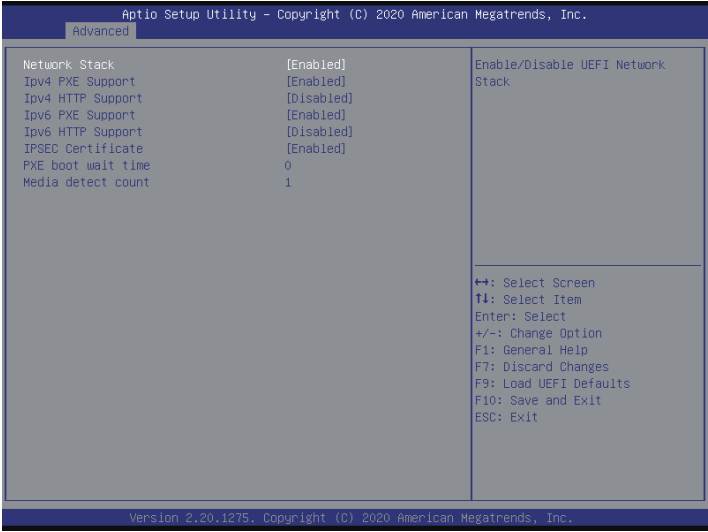 Aptio Setup Utility – Copyright (C) 2020 American Megatrends, Inc.
Advanced
Network Stack [Enabled]
Ipv4 PXE Support [Enabled]
Ipv4 HTTP Support [Disabled]
Ipv6 PXE Support [Enabled]
Ipv6 HTTP Support [Disabled]
IPSEC Certificate [Enabled]
PXE boot wait time 0
Media detect count 1
Enable/Disable UEFI Network
Stack
↔: Select Screen
↑↓: Select Item
Enter: Select
+/-: Change Option
F1: General Help
F7: Discard Changes
F9: Load UEFI Defaults
F10: Save and Exit
ESC: Exit
Version 2.20.1275. Copyright (C) 2020 American Megatrends, Inc.